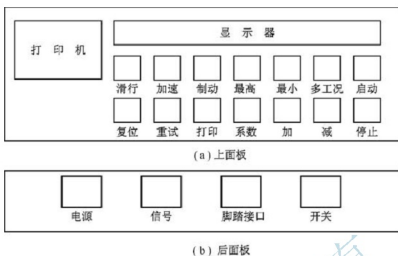 打印机
显示器
滑行 加速 制动 最高 最小 多工况 启动
复位 重试 打印 系数 加 减 停止
(a)上面板
电源 信号 脚踏接口 开关
(b) 后面板